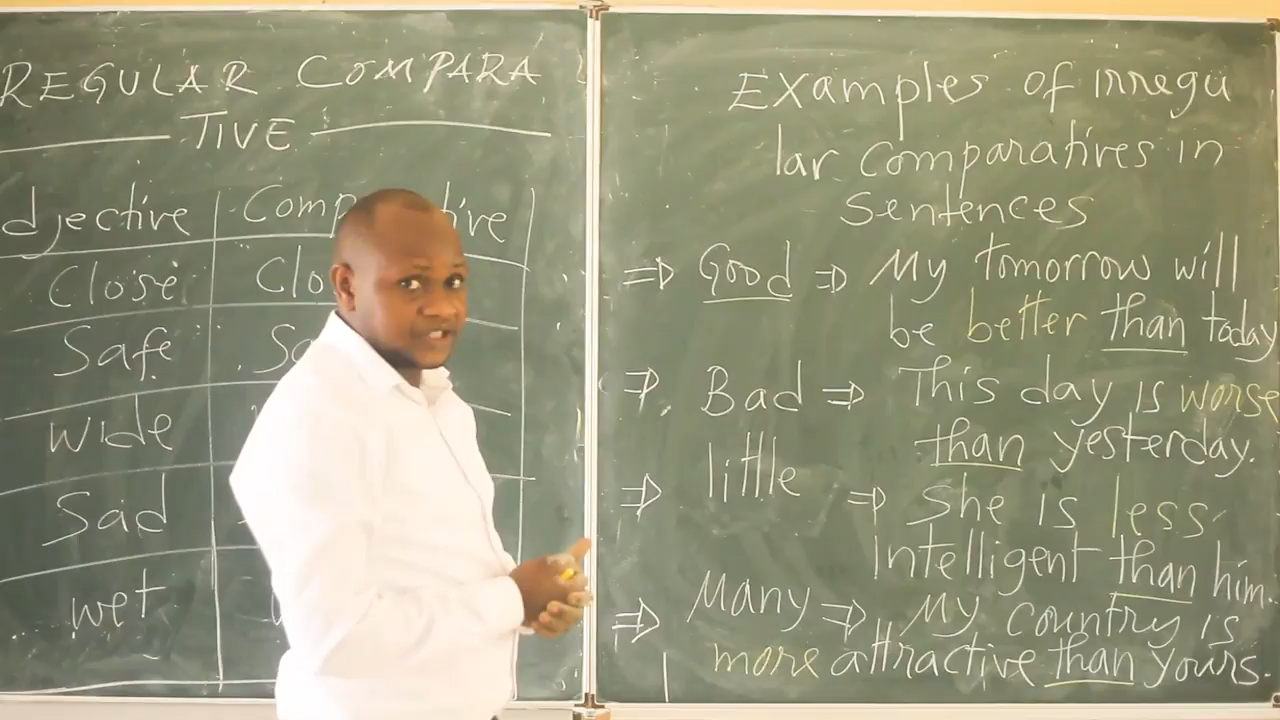 REGULAR COMPARA
TIVE
djective
Close
Safe
wide
Sad
wet
Examples of irregu
lar comparatives in
sentences
⇒ Good ⇒ My tomorrow will
be better than today
⇒ Bad ⇒ This day is worse
than yesterday.
⇒ little ⇒ She is less
intelligent than him.
⇒ Many ⇒ My country is
more attractive than yours.